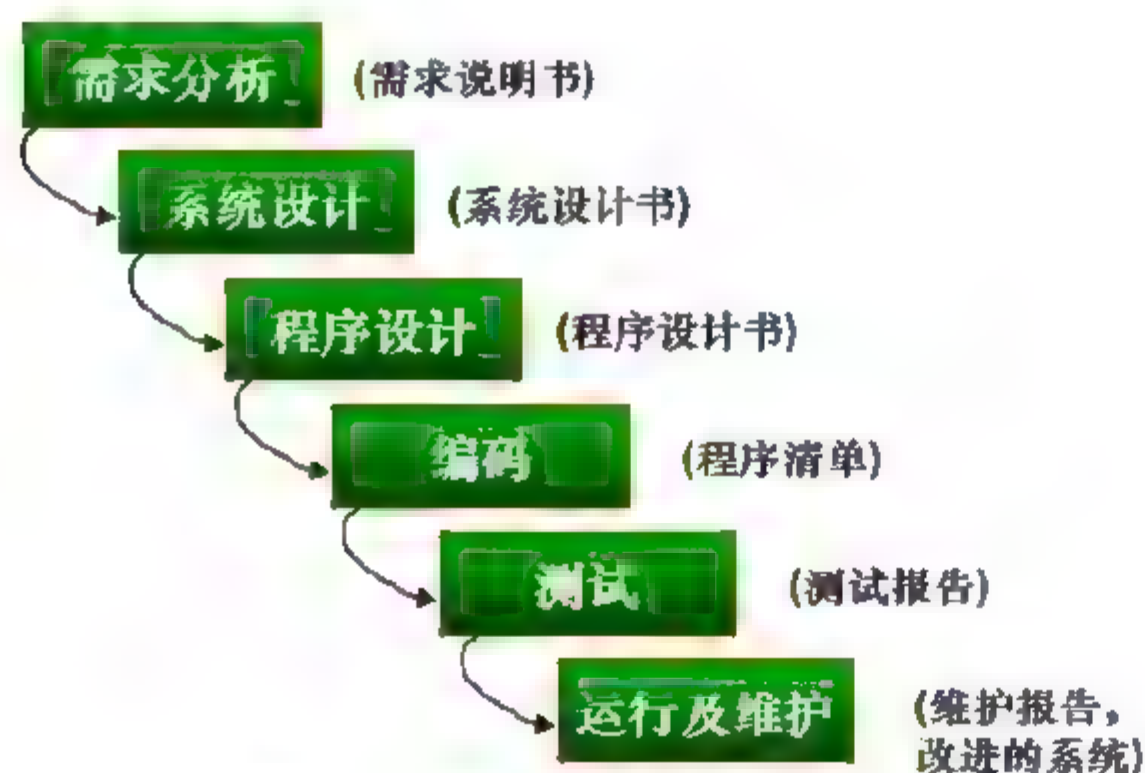 需求分析 (需求说明书)
系统设计 (系统设计书)
程序设计 (程序设计书)
编码 (程序清单)
测试 (测试报告)
运行及维护 (维护报告,
改进的系统)